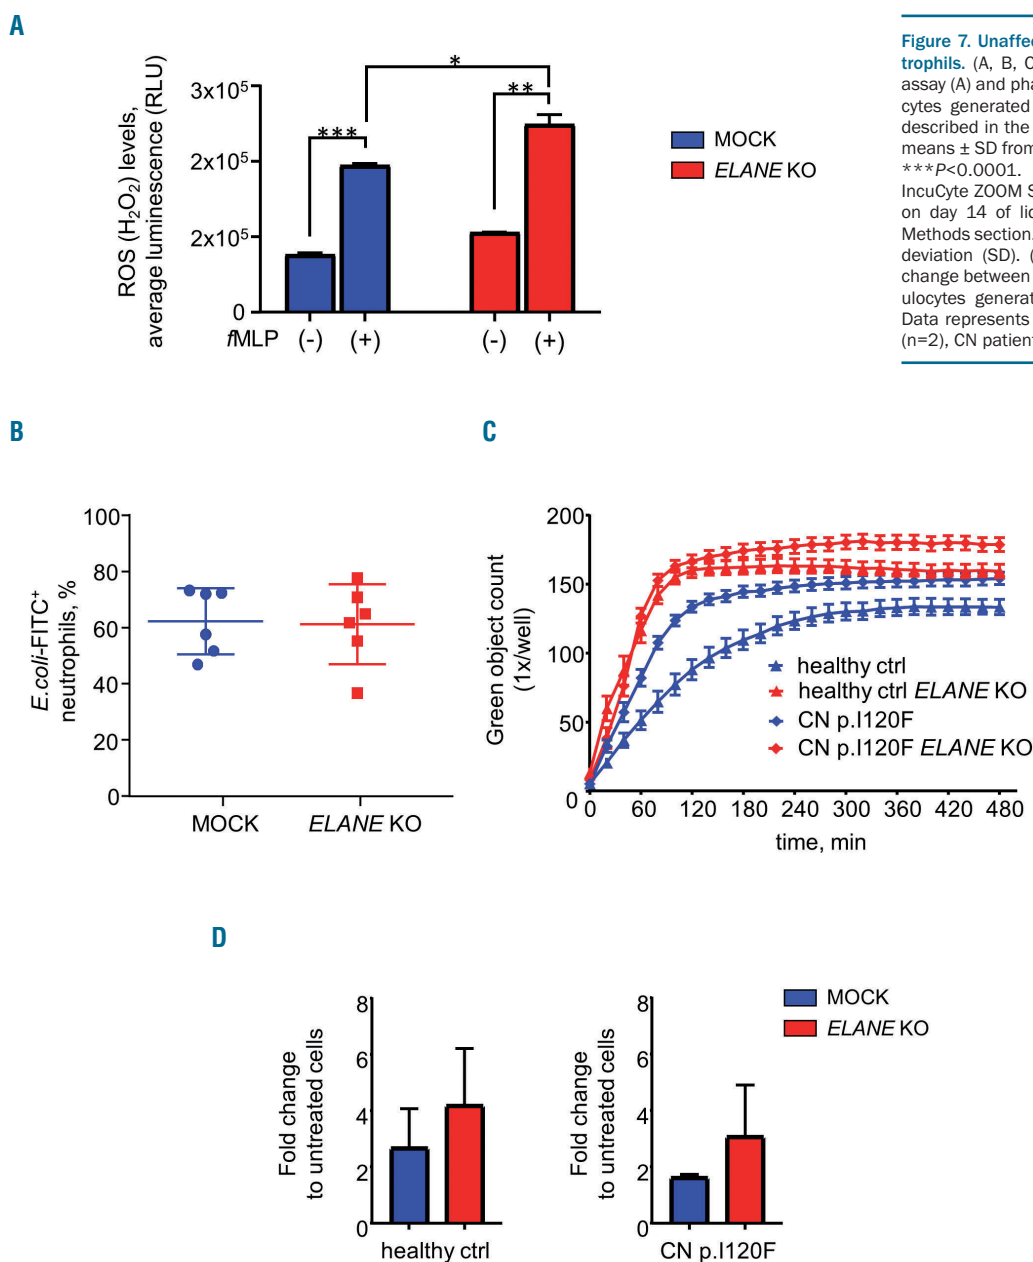 A
ROS (H₂O₂) levels,
average luminescence (RLU)
3x10⁵
2x10⁵
2x10⁵
0
***
*
**
fMLP (-) (+) (-) (+)
MOCK
ELANE KO
Figure 7. Unaffec
trophils. (A, B, C
assay (A) and pha
cytes generated
described in the
means ± SD from
***P<0.0001.
IncuCyte ZOOM S
on day 14 of liq
Methods section.
deviation (SD). (
change between
ulocytes generat
Data represents
(n=2), CN patient
B
E.coli-FITC⁺
neutrophils, %
100
80
60
40
20
0
MOCK ELANE KO
C
Green object count
(1x/well)
200
150
100
50
0
healthy ctrl
healthy ctrl ELANE KO
CN p.I120F
CN p.I120F ELANE KO
0 60 120 180 240 300 360 420 480
time, min
D
Fold change
to untreated cells
8
6
4
2
0
healthy ctrl
Fold change
to untreated cells
8
6
4
2
0
CN p.I120F
MOCK
ELANE KO